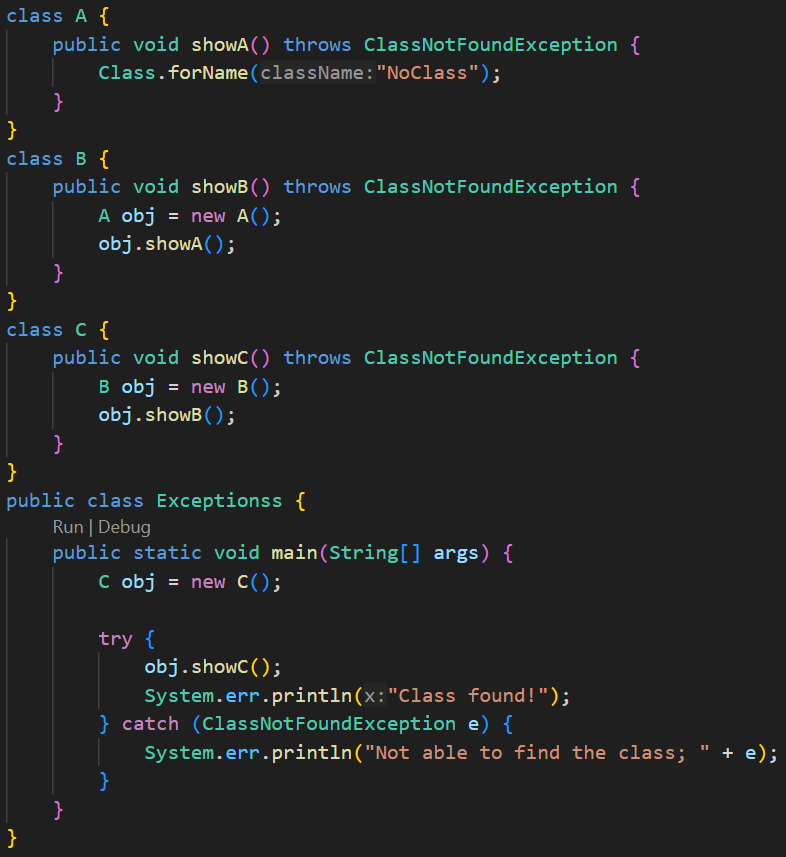 class A {
    public void showA() throws ClassNotFoundException {
        Class.forName(className:"NoClass");
    }
}
class B {
    public void showB() throws ClassNotFoundException {
        A obj = new A();
        obj.showA();
    }
}
class C {
    public void showC() throws ClassNotFoundException {
        B obj = new B();
        obj.showB();
    }
}
public class Exceptionss {
    Run | Debug
    public static void main(String[] args) {
        C obj = new C();

        try {
            obj.showC();
            System.err.println(x:"Class found!");
        } catch (ClassNotFoundException e) {
            System.err.println("Not able to find the class; " + e);
        }
    }
}